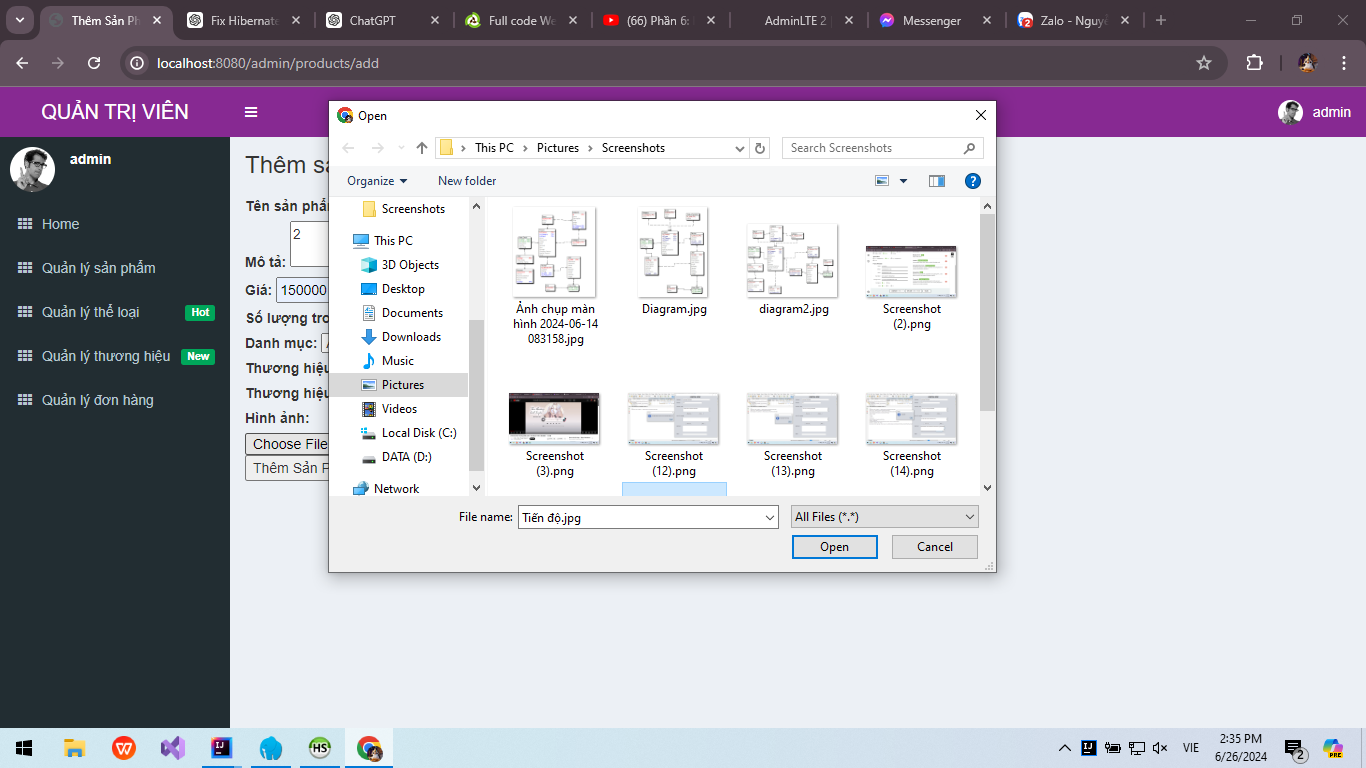 Thêm Sản Ph
Fix Hibernate
ChatGPT
Full code We
(66) Phần 6:
AdminLTE 2 |
Messenger
Zalo - Nguyễ
localhost:8080/admin/products/add
QUẢN TRỊ VIÊN
admin
admin
Home
Quản lý sản phẩm
Quản lý thể loại
Hot
Quản lý thương hiệu
New
Quản lý đơn hàng
Thêm sả
Tên sản phẩ
2
Mô tả:
Giá: 150000
Số lượng tro
Danh mục:
Thương hiệu
Thương hiệu
Hình ảnh:
Choose File
Thêm Sản P
Open
This PC > Pictures > Screenshots
Search Screenshots
Organize
New folder
Screenshots
This PC
3D Objects
Desktop
Documents
Downloads
Music
Pictures
Videos
Local Disk (C:)
DATA (D:)
Network
Ảnh chụp màn
hình 2024-06-14
083158.jpg
Diagram.jpg
diagram2.jpg
Screenshot
(2).png
Screenshot
(3).png
Screenshot
(12).png
Screenshot
(13).png
Screenshot
(14).png
File name: Tiến độ.jpg
All Files (*.*)
Open
Cancel
VIE
2:35 PM
6/26/2024
2
PRE